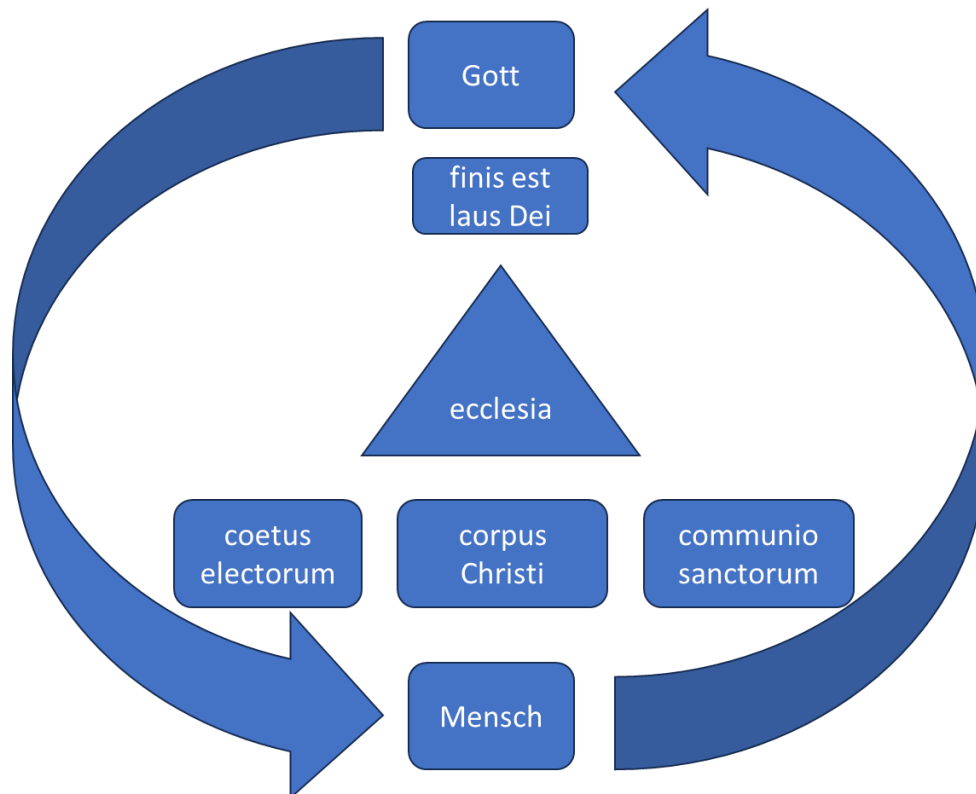 Gott
finis est
laus Dei
ecclesia
coetus
electorum
corpus
Christi
communio
sanctorum
Mensch